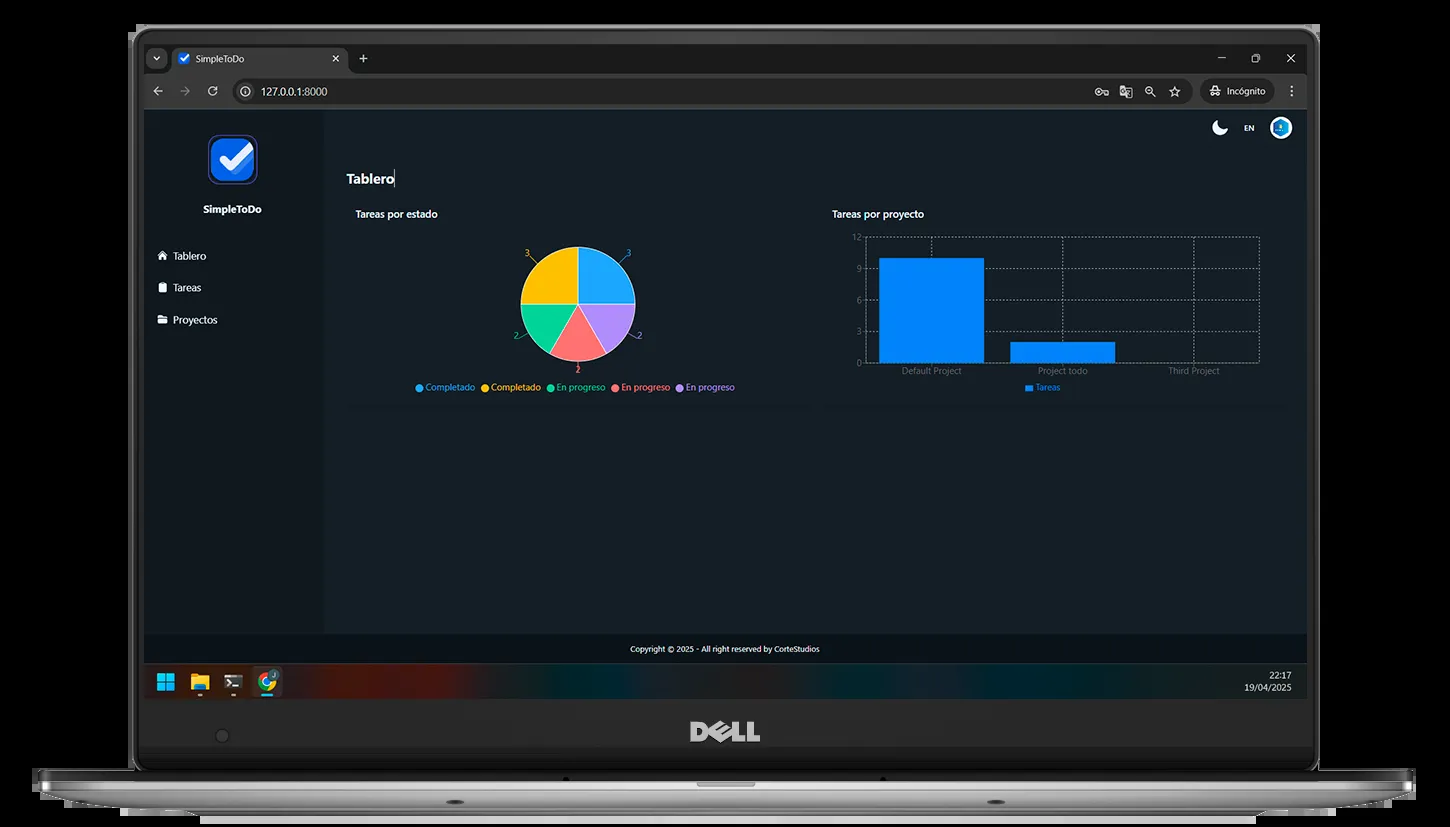 SimpleToDo
127.0.0.1:8000
Incógnito
EN
SimpleToDo
Tablero
Tareas
Proyectos
Tablero
Tareas por estado
3
3
2
2
2
Completado Completado En progreso En progreso En progreso
Tareas por proyecto
12
9
6
3
0
Default Project Project todo Third Project
Tareas
Copyright © 2025 - All right reserved by CorteStudios
22:17
19/04/2025
DELL